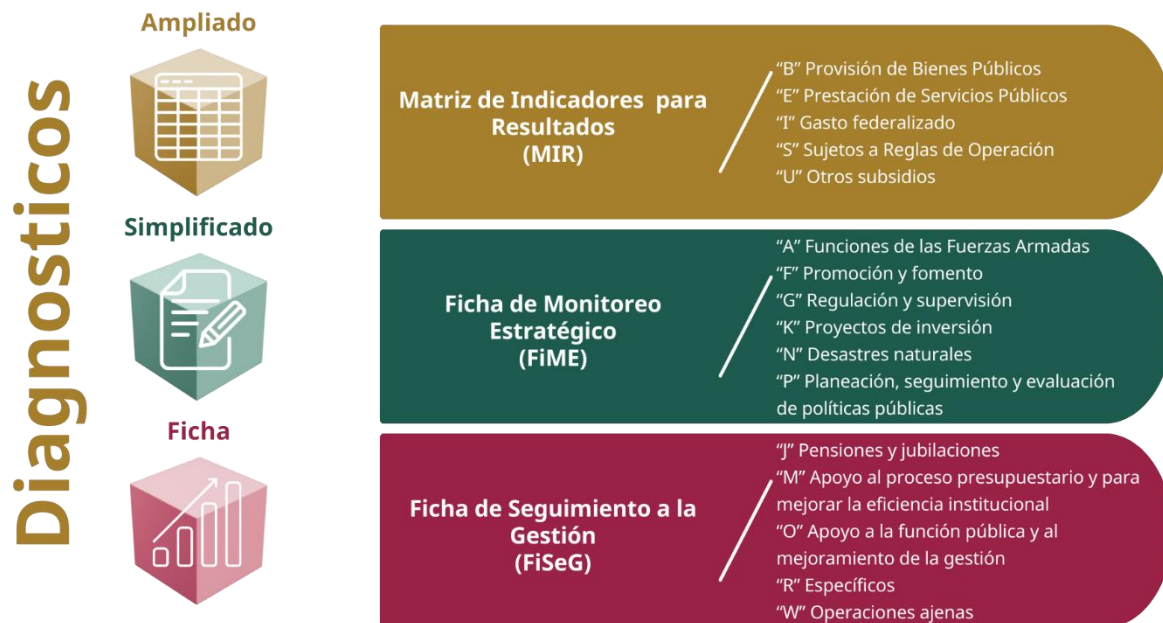 Diagnosticos
Ampliado
Matriz de Indicadores para
Resultados
(MIR)
“B” Provisión de Bienes Públicos
“E” Prestación de Servicios Públicos
“I” Gasto federalizado
“S” Sujetos a Reglas de Operación
“U” Otros subsidios
Simplificado
Ficha de Monitoreo
Estratégico
(FiME)
“A” Funciones de las Fuerzas Armadas
“F” Promoción y fomento
“G” Regulación y supervisión
“K” Proyectos de inversión
“N” Desastres naturales
“P” Planeación, seguimiento y evaluación
de políticas públicas
Ficha
Ficha de Seguimiento a la
Gestión
(FiSeG)
“J” Pensiones y jubilaciones
“M” Apoyo al proceso presupuestario y para
mejorar la eficiencia institucional
“O” Apoyo a la función pública y al
mejoramiento de la gestión
“R” Específicos
“W” Operaciones ajenas